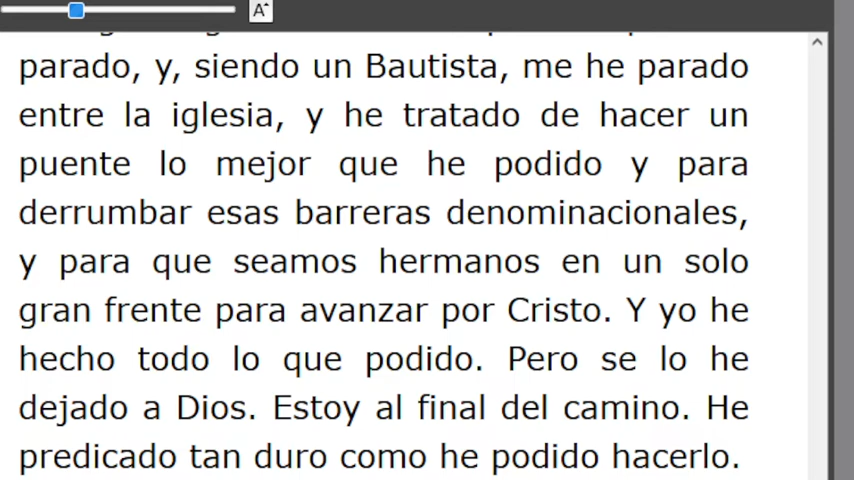 A
parado, y, siendo un Bautista, me he parado
entre la iglesia, y he tratado de hacer un
puente lo mejor que he podido y para
derrumbar esas barreras denominacionales,
y para que seamos hermanos en un solo
gran frente para avanzar por Cristo. Y yo he
hecho todo lo que podido. Pero se lo he
dejado a Dios. Estoy al final del camino. He
predicado tan duro como he podido hacerlo.